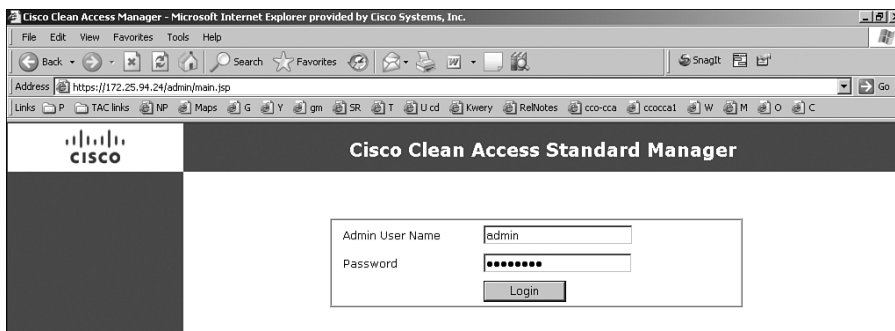 Cisco Clean Access Manager - Microsoft Internet Explorer provided by Cisco Systems, Inc.
File Edit View Favorites Tools Help
Back Search Favorites SnagIt
Address https://172.25.94.24/admin/main.jsp Go
Links P TAC links NP Maps G Y gm SR T U cd Kwery RelNotes cco-cca ccocca1 W M O C
CISCO
Cisco Clean Access Standard Manager
Admin User Name admin
Password ••••••••
Login